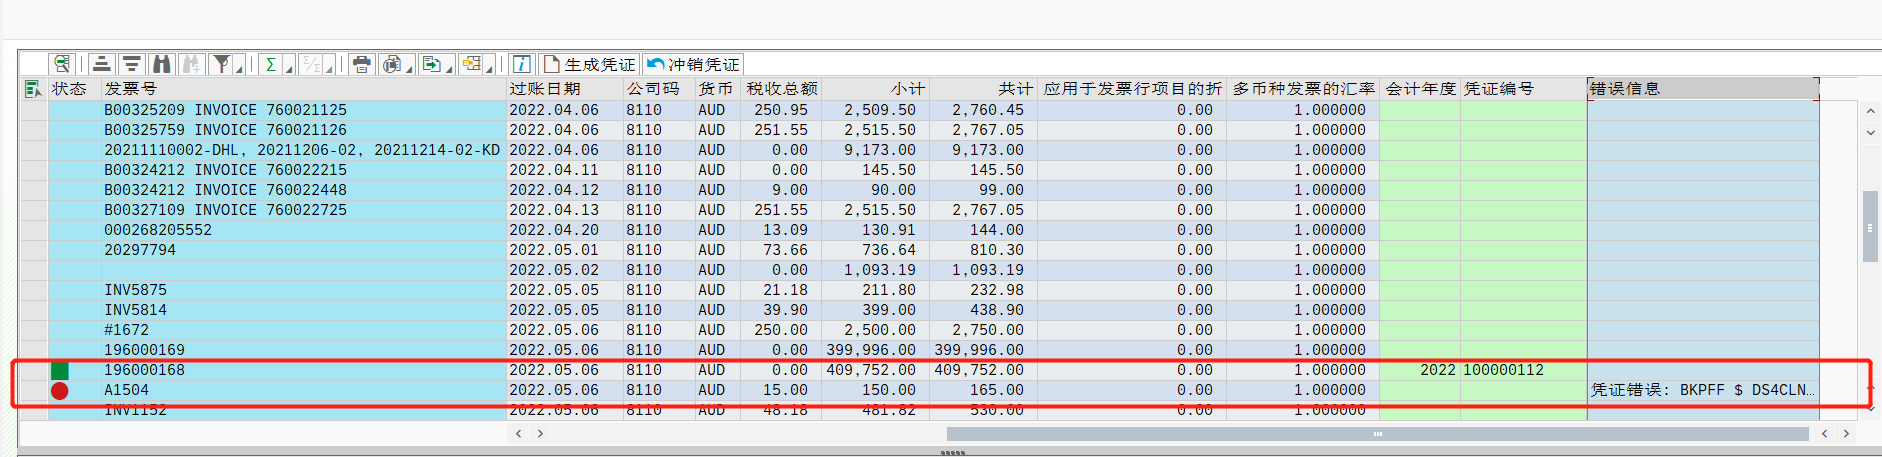 生成凭证 冲销凭证
状态 发票号 过账日期 公司码 货币 税收总额 小计 共计 应用于发票行项目的折 多币种发票的汇率 会计年度 凭证编号 错误信息
B00325209 INVOICE 760021125 2022.04.06 8110 AUD 250.95 2,509.50 2,760.45 0.00 1.000000
B00325759 INVOICE 760021126 2022.04.06 8110 AUD 251.55 2,515.50 2,767.05 0.00 1.000000
20211110002-DHL, 20211206-02, 20211214-02-KD 2022.04.06 8110 AUD 0.00 9,173.00 9,173.00 0.00 1.000000
B00324212 INVOICE 760022215 2022.04.11 8110 AUD 0.00 145.50 145.50 0.00 1.000000
B00324212 INVOICE 760022448 2022.04.12 8110 AUD 9.00 90.00 99.00 0.00 1.000000
B00327109 INVOICE 760022725 2022.04.13 8110 AUD 251.55 2,515.50 2,767.05 0.00 1.000000
000268205552 2022.04.20 8110 AUD 13.09 130.91 144.00 0.00 1.000000
20297794 2022.05.01 8110 AUD 73.66 736.64 810.30 0.00 1.000000
2022.05.02 8110 AUD 0.00 1,093.19 1,093.19 0.00 1.000000
INV5875 2022.05.05 8110 AUD 21.18 211.80 232.98 0.00 1.000000
INV5814 2022.05.05 8110 AUD 39.90 399.00 438.90 0.00 1.000000
#1672 2022.05.06 8110 AUD 250.00 2,500.00 2,750.00 0.00 1.000000
196000169 2022.05.06 8110 AUD 0.00 399,996.00 399,996.00 0.00 1.000000
196000168 2022.05.06 8110 AUD 0.00 409,752.00 409,752.00 0.00 1.000000 2022 100000112
A1504 2022.05.06 8110 AUD 15.00 150.00 165.00 0.00 1.000000 凭证错误: BKPFF $ DS4CLN…
INV1152 2022.05.06 8110 AUD 48.18 481.82 530.00 0.00 1.000000